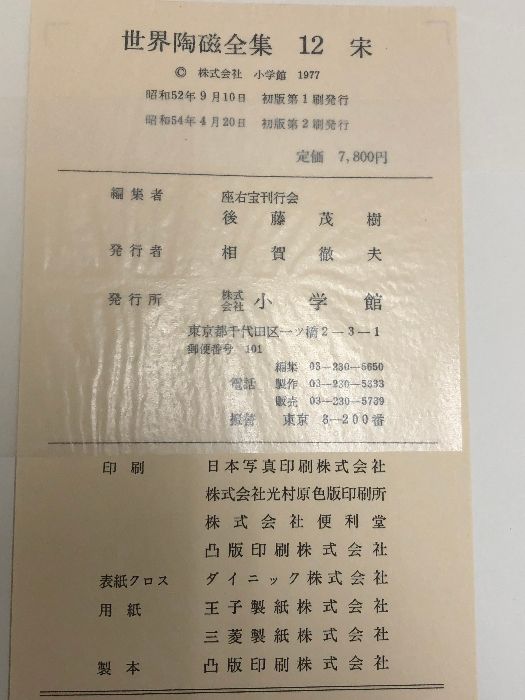 世界陶磁全集 12 宋
© 株式会社 小学館 1977
昭和52年9月10日 初版第1刷発行
昭和54年4月20日 初版第2刷発行
定価 7,800円
編集者 座右宝刊行会
後藤茂樹
発行者 相賀徹夫
発行所 株式会社 小学館
東京都千代田区一ツ橋2-3-1
郵便番号 101
編集 03-230-5650
電話 製作 03-230-5333
販売 03-230-5739
振替 東京 8-200番
印刷 日本写真印刷株式会社
株式会社光村原色版印刷所
株式会社便利堂
凸版印刷株式会社
表紙クロス ダイニック株式会社
用紙 王子製紙株式会社
三菱製紙株式会社
製本 凸版印刷株式会社